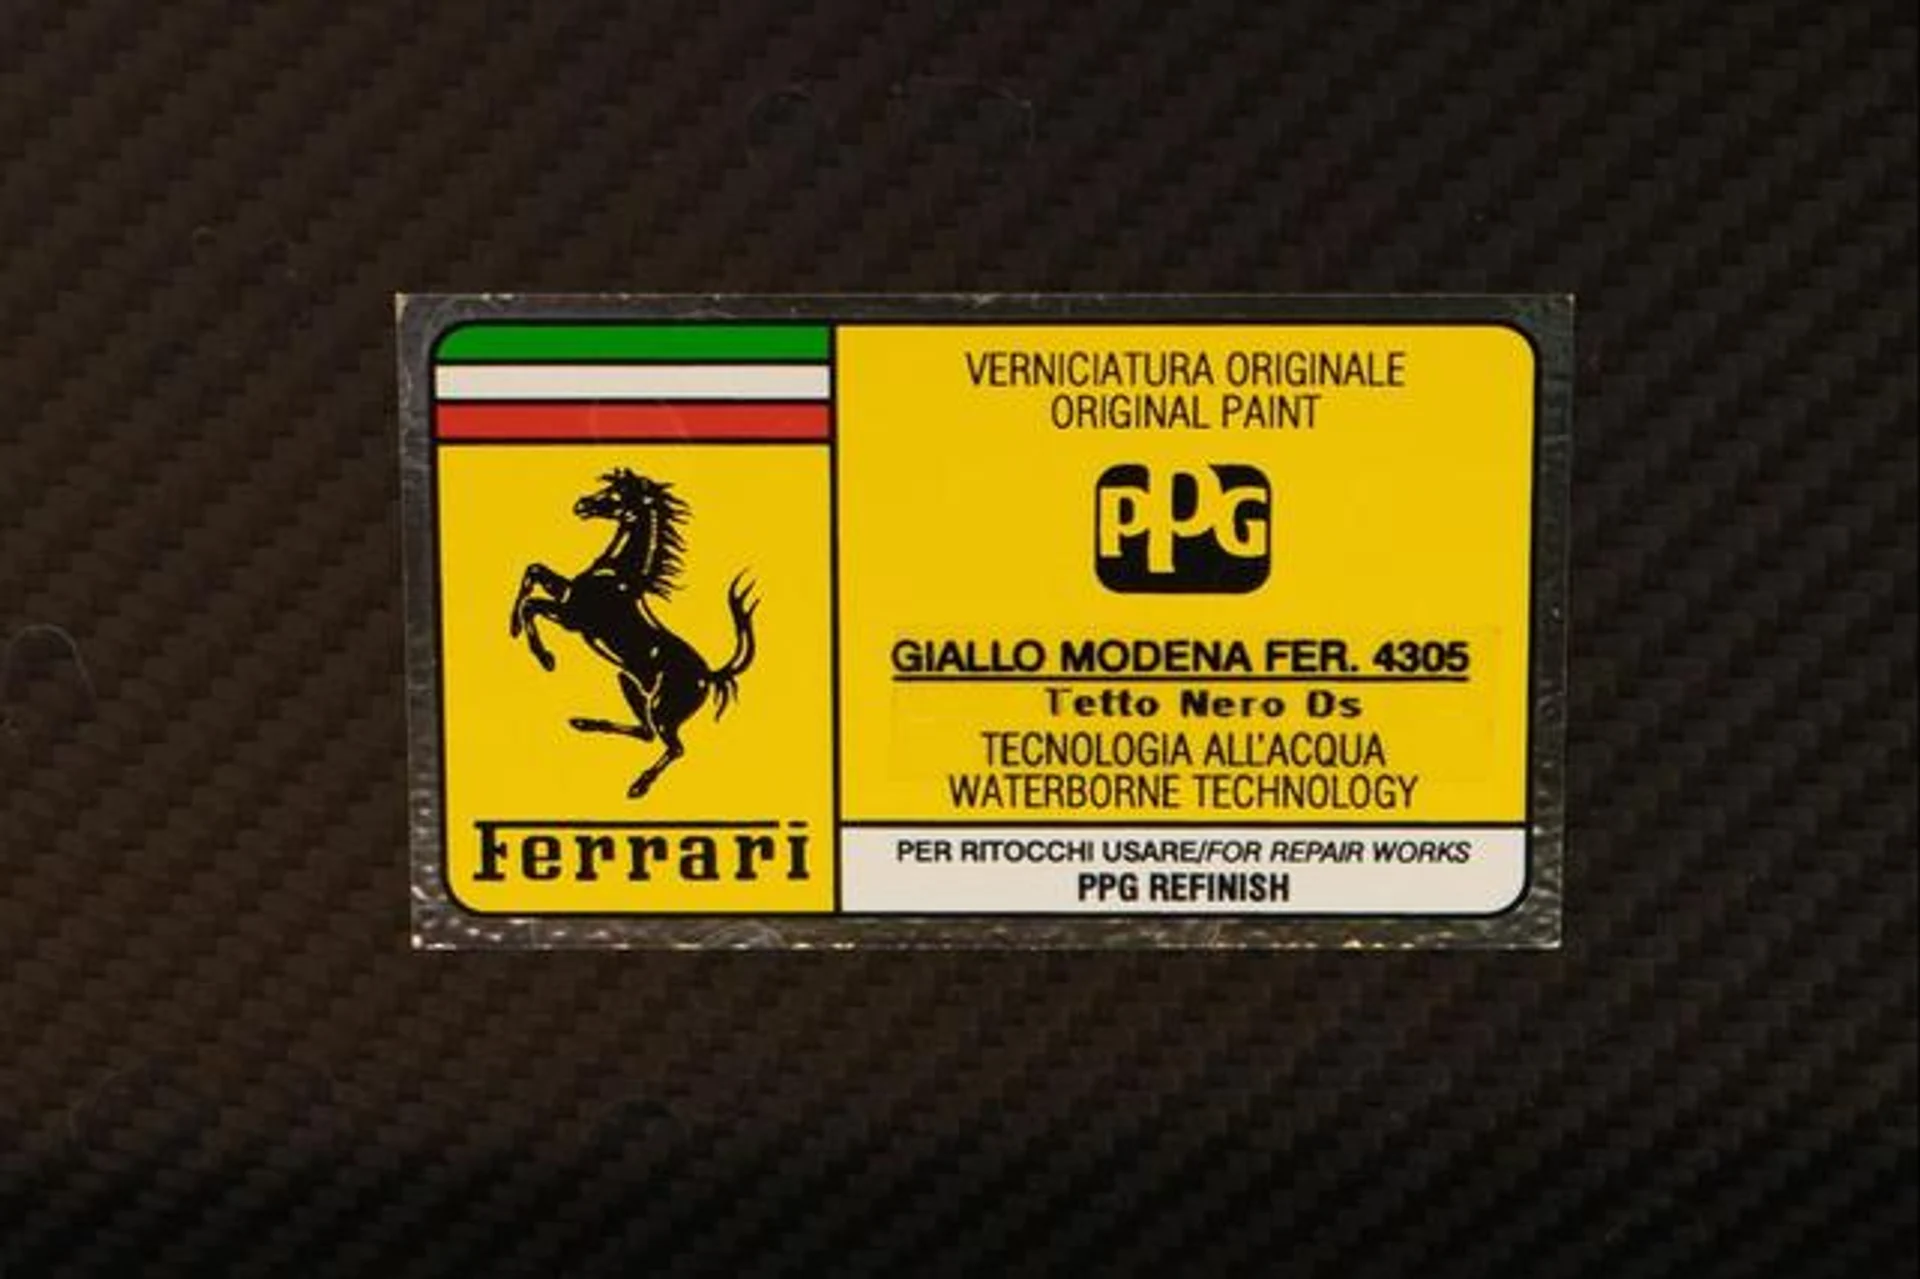 Ferrari
VERNICIATURA ORIGINALE
ORIGINAL PAINT
PPG
GIALLO MODENA FER. 4305
Tetto Nero Ds
TECNOLOGIA ALL'ACQUA
WATERBORNE TECHNOLOGY
PER RITOCCHI USARE/FOR REPAIR WORKS
PPG REFINISH